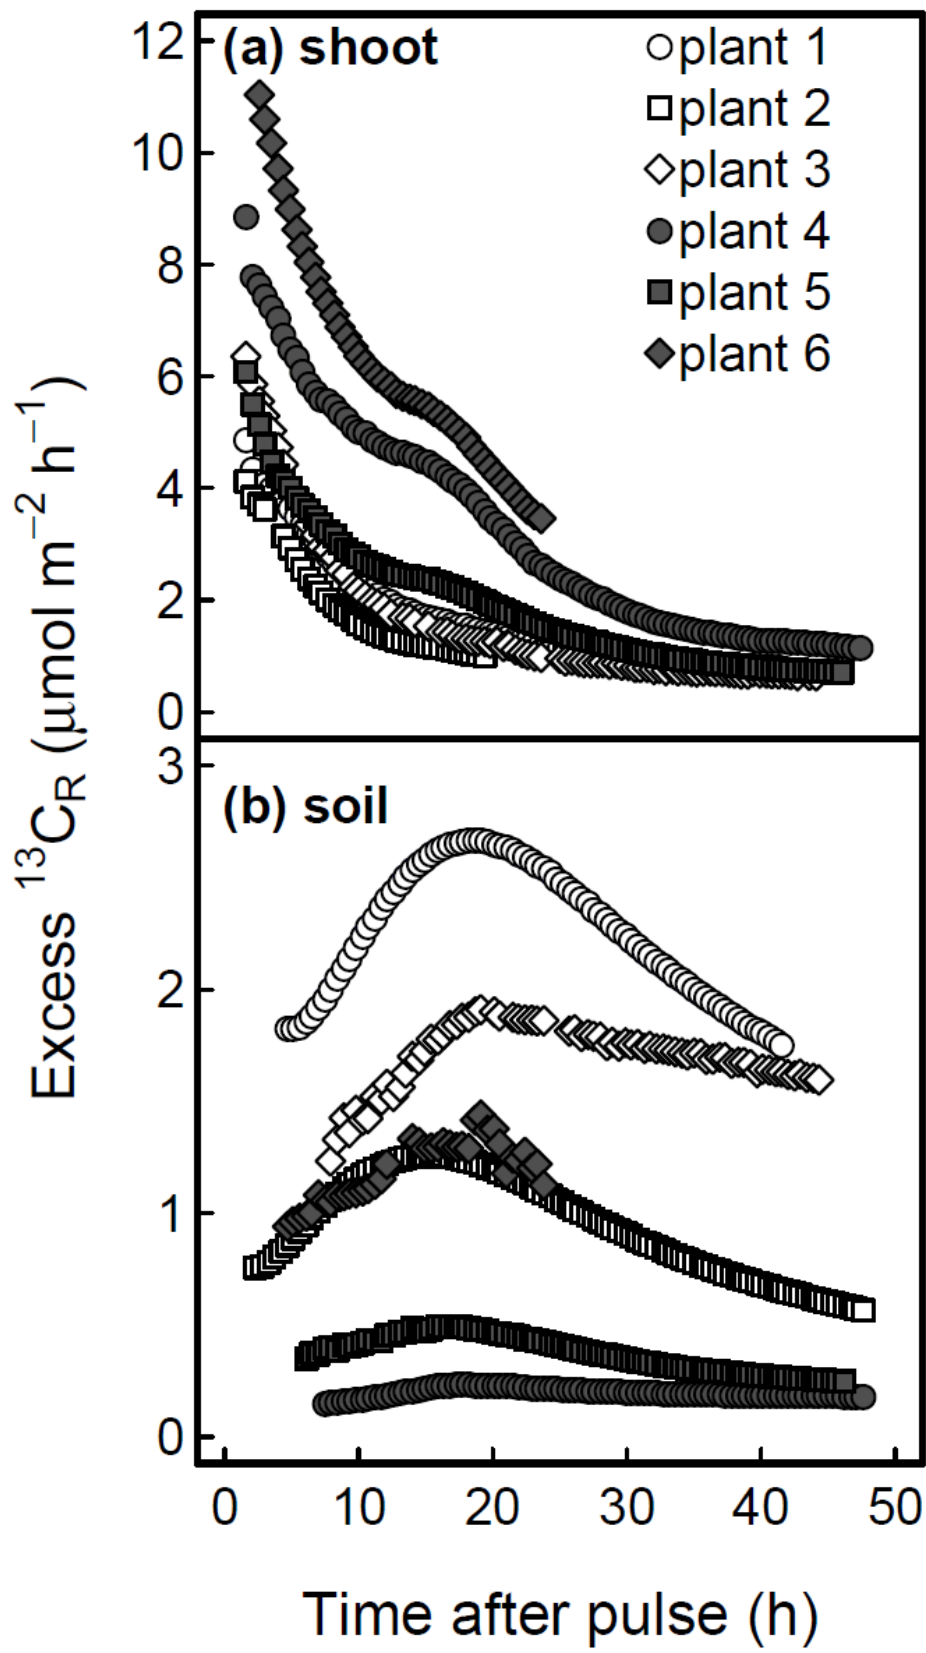 (a) shoot
plant 1
plant 2
plant 3
plant 4
plant 5
plant 6
12
10
8
6
4
2
0
Excess ¹³C_R (μmol m⁻² h⁻¹)
(b) soil
3
2
1
0
0 10 20 30 40 50
Time after pulse (h)